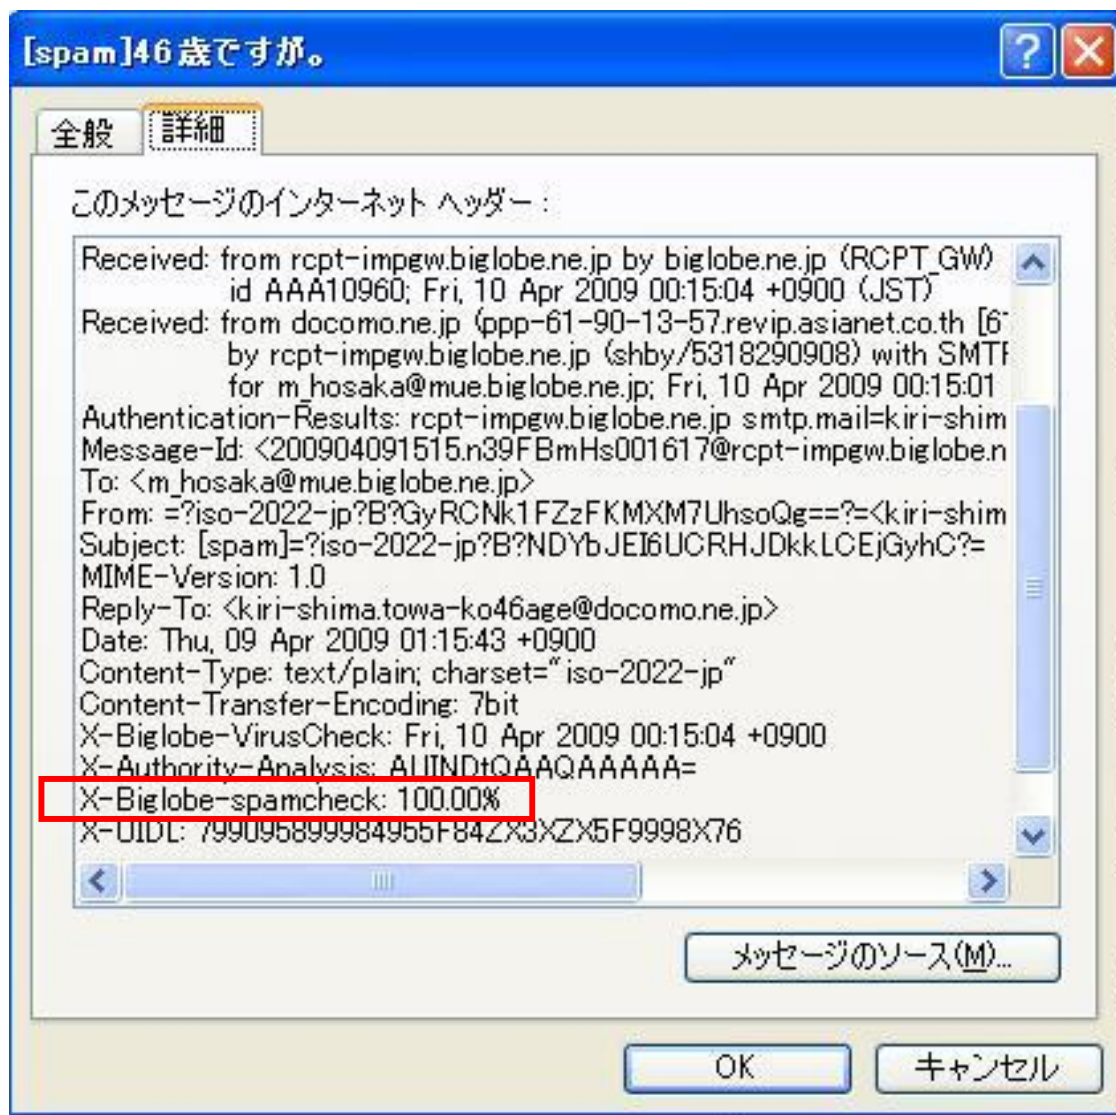 [spam]46歳ですが。
全般 詳細
このメッセージのインターネット ヘッダー :
Received: from rcpt-impgw.biglobe.ne.jp by biglobe.ne.jp (RCPT_GW)
id AAA10960; Fri, 10 Apr 2009 00:15:04 +0900 (JST)
Received: from docomo.ne.jp (ppp-61-90-13-57.revip.asianet.co.th [6
by rcpt-impgw.biglobe.ne.jp (shby/5318290908) with SMTP
for m_hosaka@mue.biglobe.ne.jp; Fri, 10 Apr 2009 00:15:01
Authentication-Results: rcpt-impgw.biglobe.ne.jp smtp.mail=kiri-shim
Message-Id: <200904091515.n39FBmHs001617@rcpt-impgw.biglobe.n
To: <m_hosaka@mue.biglobe.ne.jp>
From: =?iso-2022-jp?B?GyRCNk1FZzFKMXM7UhsoQg==?=<kiri-shim
Subject: [spam]=?iso-2022-jp?B?NDYbJEI6UCRHJDkkLCEjGyhC?=
MIME-Version: 1.0
Reply-To: <kiri-shima.towa-ko46age@docomo.ne.jp>
Date: Thu, 09 Apr 2009 01:15:43 +0900
Content-Type: text/plain; charset="iso-2022-jp"
Content-Transfer-Encoding: 7bit
X-Biglobe-VirusCheck: Fri, 10 Apr 2009 00:15:04 +0900
X-Authority-Analysis: AUINDtQAAQAAAAA=
X-Biglobe-spamcheck: 100.00%
X-UIDL: 799095899984955F84ZX3XZX5F9998X76
メッセージのソース(M)...
OK キャンセル